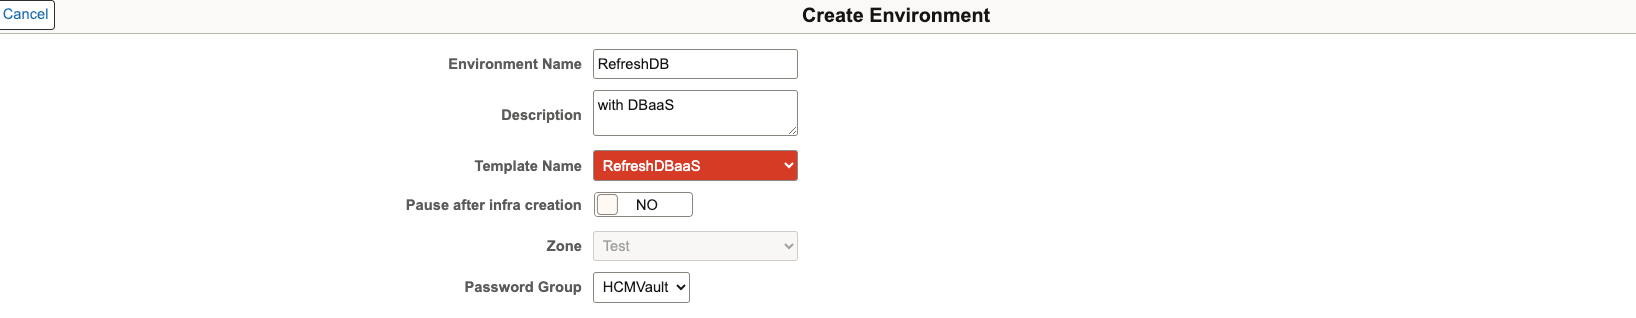 Cancel
Create Environment
Environment Name RefreshDB
Description with DBaaS
Template Name RefreshDBaaS
Pause after infra creation NO
Zone Test
Password Group HCMVault